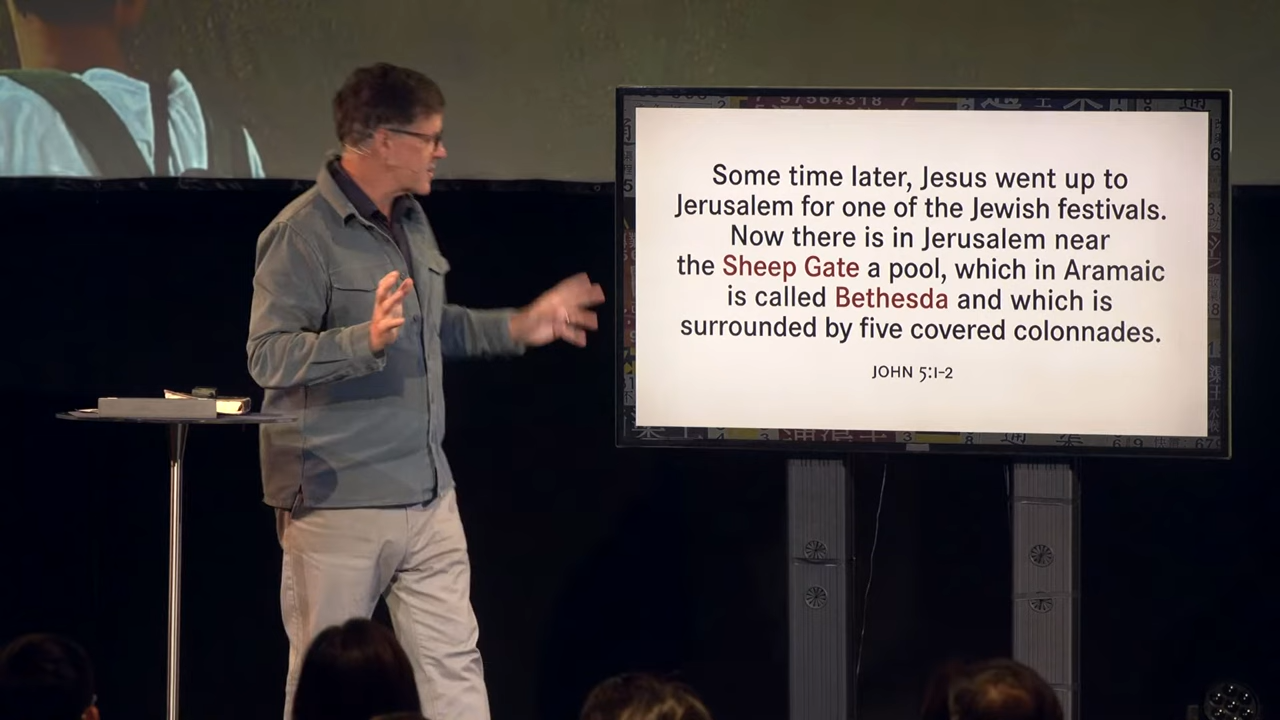 97564318 7
Some time later, Jesus went up to
Jerusalem for one of the Jewish festivals.
Now there is in Jerusalem near
the Sheep Gate a pool, which in Aramaic
is called Bethesda and which is
surrounded by five covered colonnades.
JOHN 5:1-2